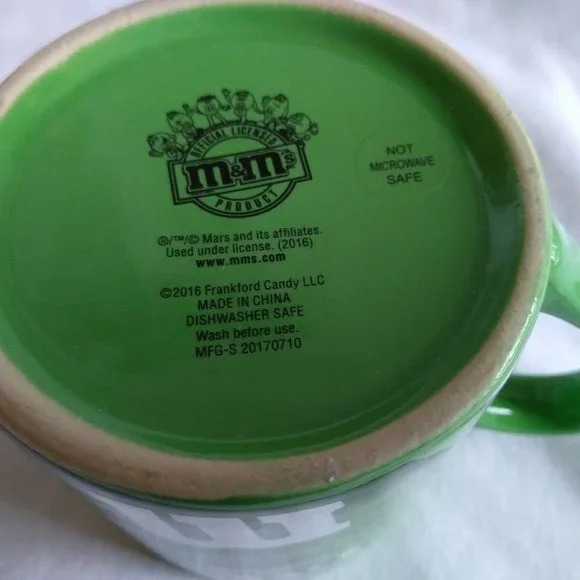 OFFICIAL LICENSED
m&m's
PRODUCT
NOT
MICROWAVE
SAFE
®/™/© Mars and its affiliates.
Used under license. (2016)
www.mms.com
©2016 Frankford Candy LLC
MADE IN CHINA
DISHWASHER SAFE
Wash before use.
MFG-S 20170710